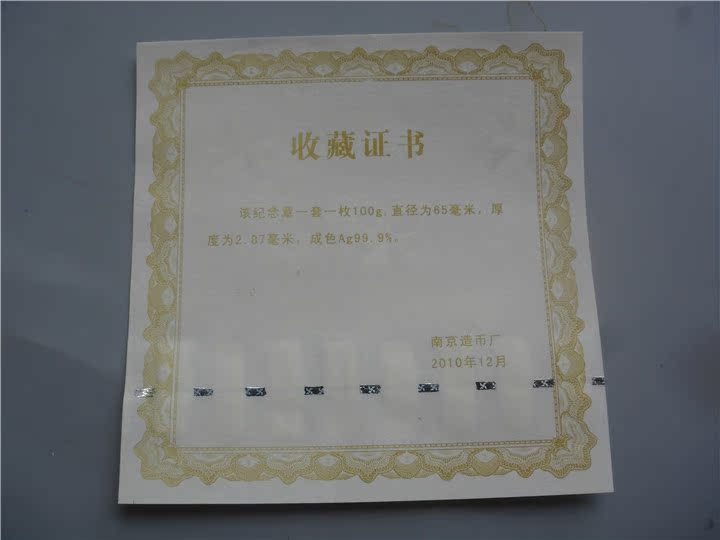 收藏证书
该纪念章一套一枚100g,直径为65毫米，厚
度为2.87毫米，成色Ag99.9%。
南京造币厂
2010年12月